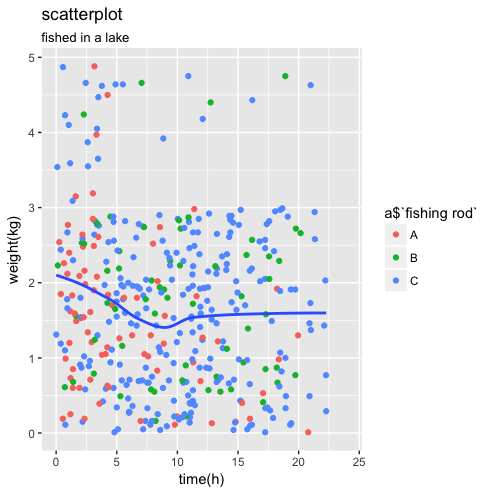 scatterplot
fished in a lake
5
4
3
2
1
0
weight(kg)
0
5
10
15
20
25
time(h)
a$`fishing rod`
A
B
C